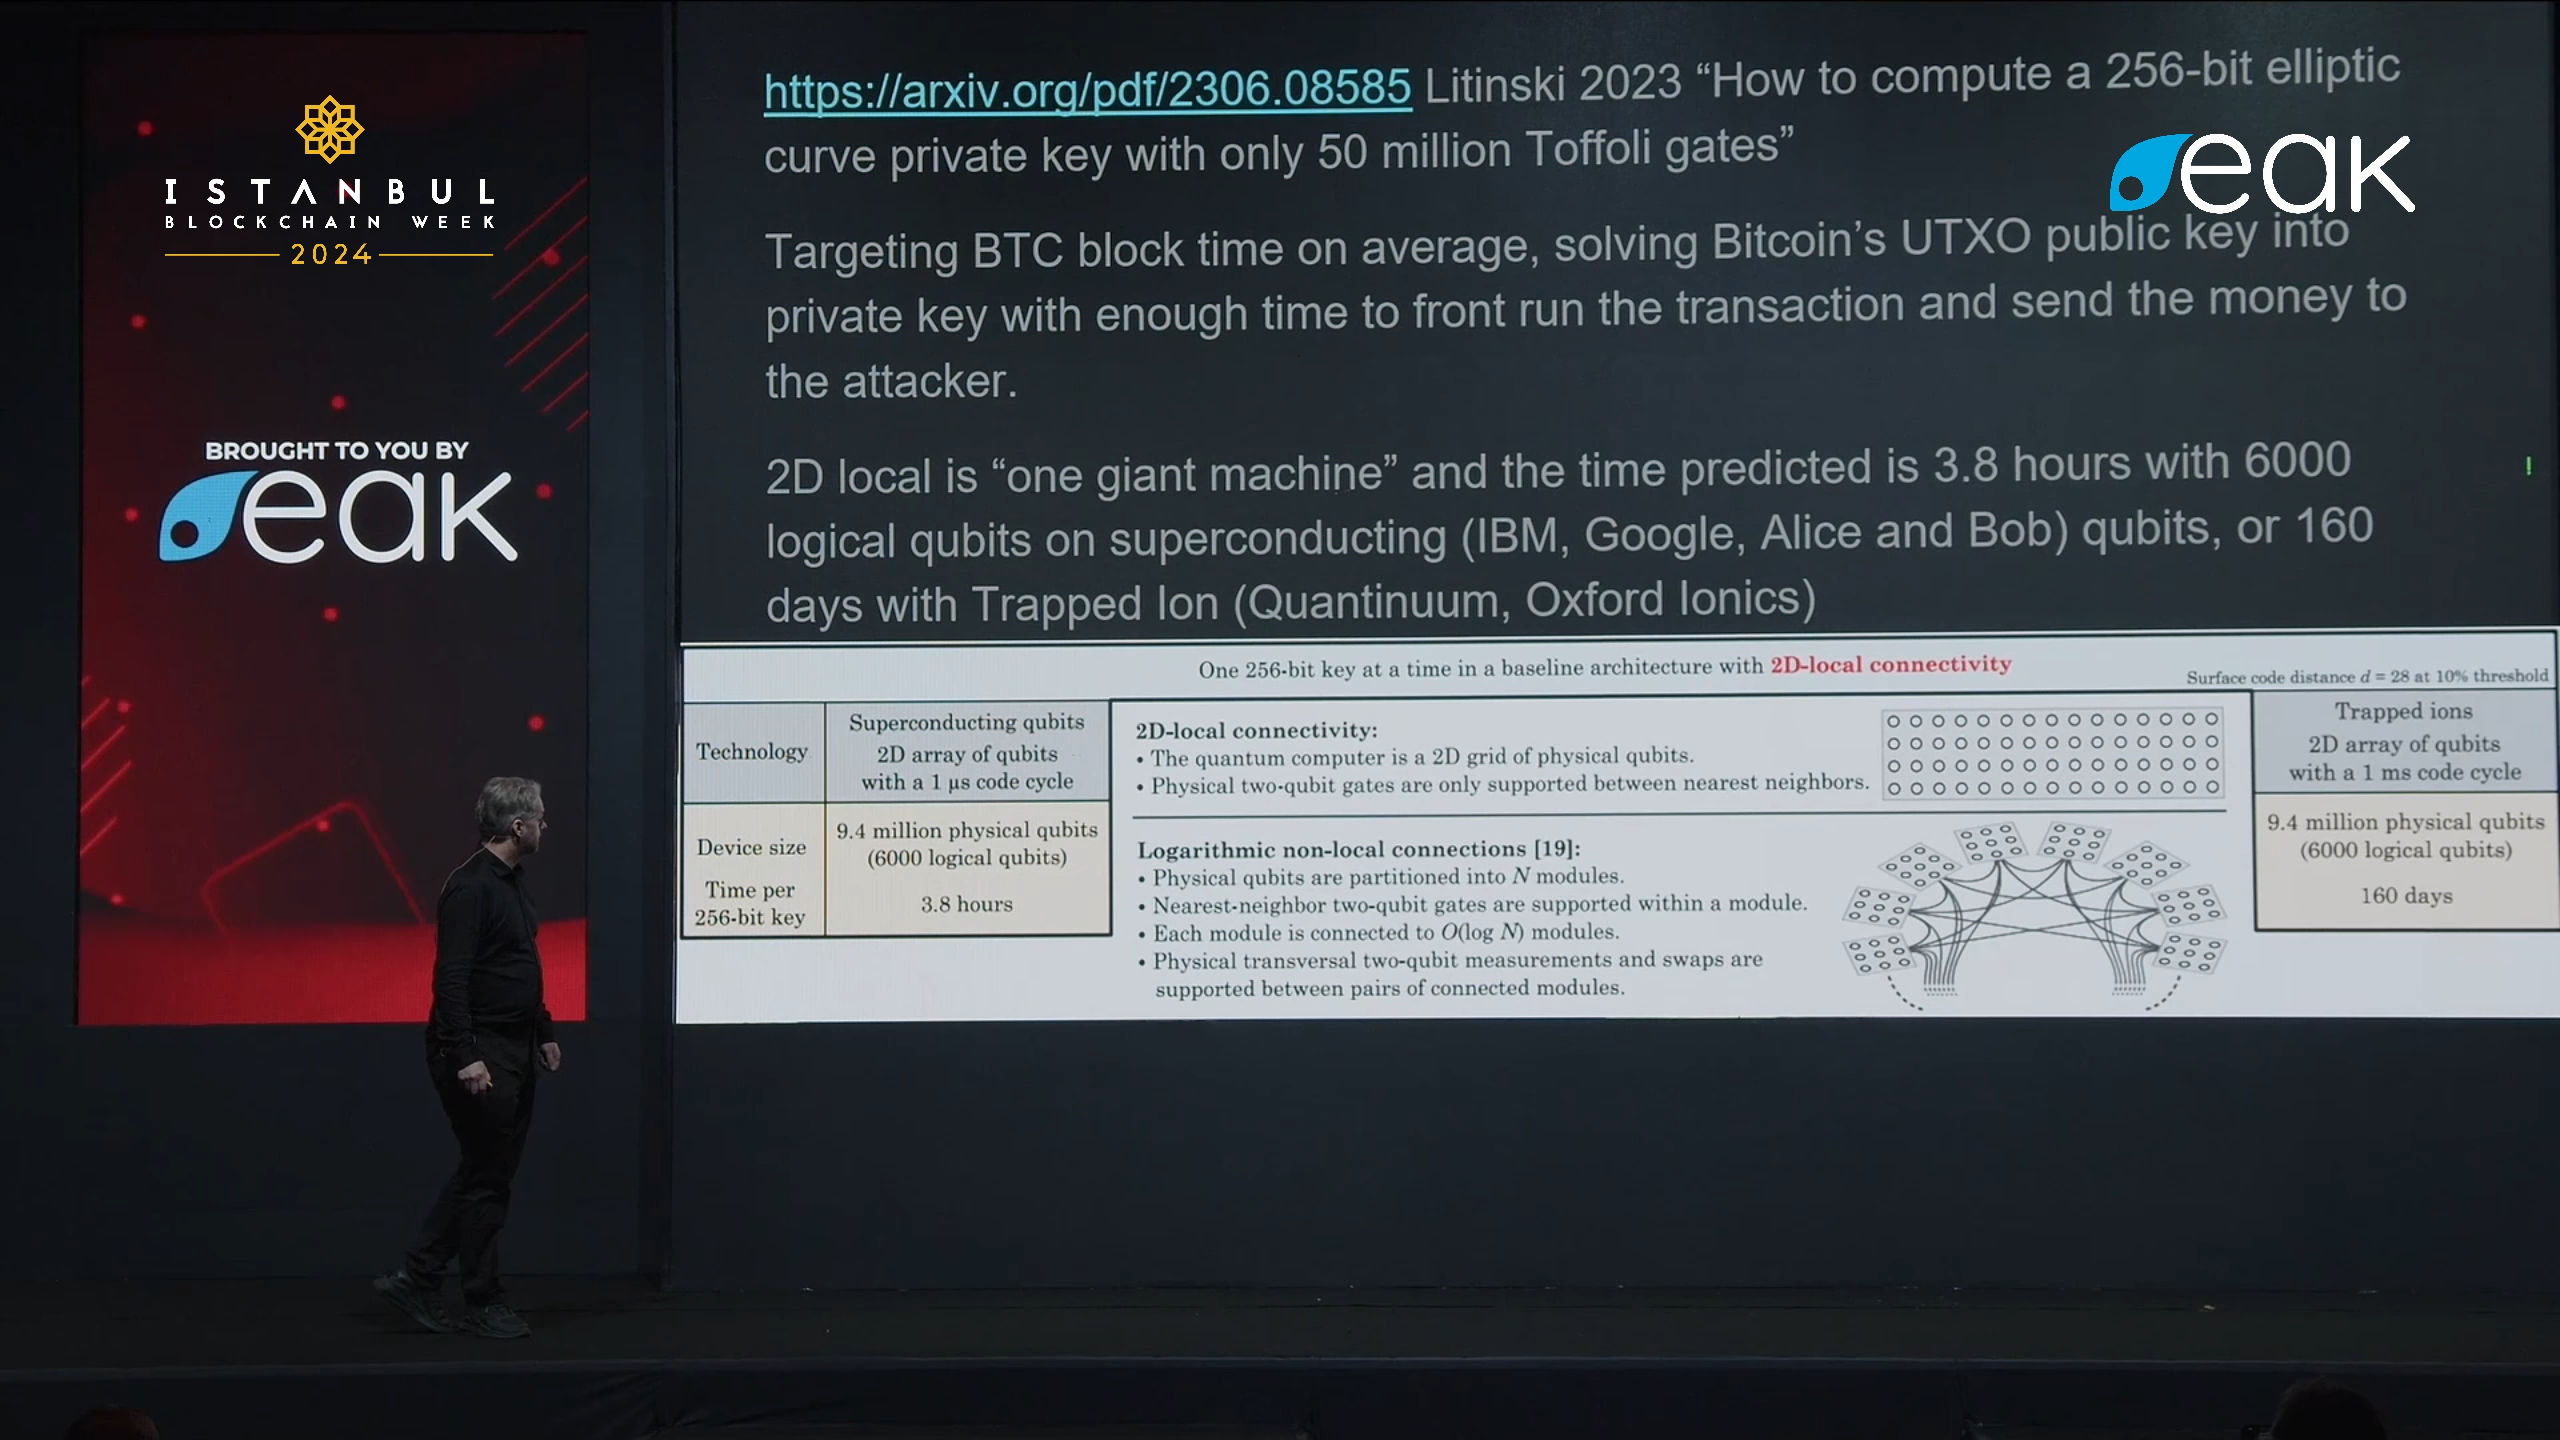 ISTANBUL
BLOCKCHAIN WEEK
2024
BROUGHT TO YOU BY
eak
https://arxiv.org/pdf/2306.08585 Litinski 2023 “How to compute a 256-bit elliptic
curve private key with only 50 million Toffoli gates”
eak
Targeting BTC block time on average, solving Bitcoin’s UTXO public key into
private key with enough time to front run the transaction and send the money to
the attacker.
2D local is “one giant machine” and the time predicted is 3.8 hours with 6000
logical qubits on superconducting (IBM, Google, Alice and Bob) qubits, or 160
days with Trapped Ion (Quantinuum, Oxford Ionics)
One 256-bit key at a time in a baseline architecture with 2D-local connectivity
Surface code distance d = 28 at 10% threshold
Technology
Superconducting qubits
2D array of qubits
with a 1 µs code cycle
Device size
9.4 million physical qubits
(6000 logical qubits)
Time per
256-bit key
3.8 hours
2D-local connectivity:
• The quantum computer is a 2D grid of physical qubits.
• Physical two-qubit gates are only supported between nearest neighbors.
Logarithmic non-local connections [19]:
• Physical qubits are partitioned into N modules.
• Nearest-neighbor two-qubit gates are supported within a module.
• Each module is connected to O(log N) modules.
• Physical transversal two-qubit measurements and swaps are
supported between pairs of connected modules.
Trapped ions
2D array of qubits
with a 1 ms code cycle
9.4 million physical qubits
(6000 logical qubits)
160 days